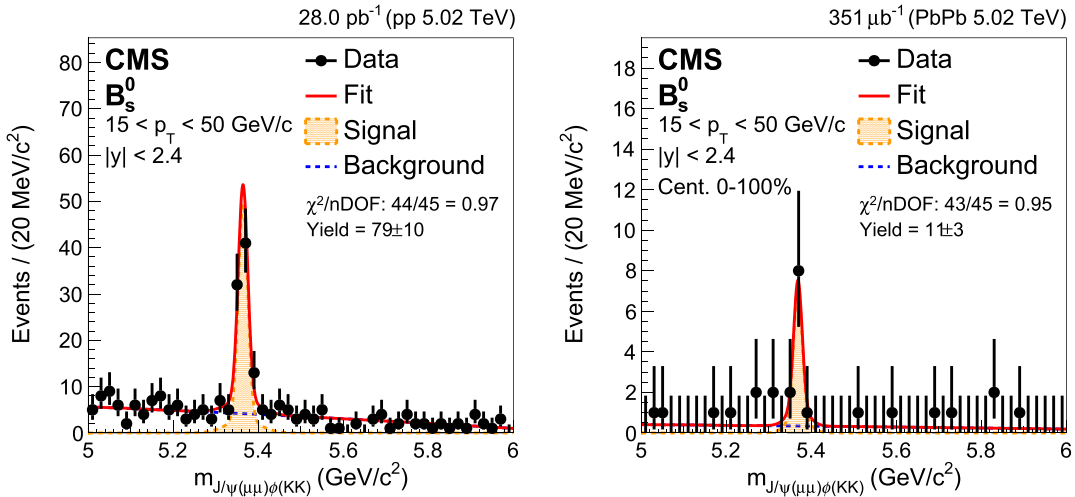 28.0 pb⁻¹ (pp 5.02 TeV)
CMS
B⁰ₛ
15 < p_T < 50 GeV/c
|y| < 2.4
Data
Fit
Signal
Background
χ²/nDOF: 44/45 = 0.97
Yield = 79±10
Events / (20 MeV/c²)
80
70
60
50
40
30
20
10
0
5 5.2 5.4 5.6 5.8 6
m_J/ψ(μμ)φ(KK) (GeV/c²)
351 μb⁻¹ (PbPb 5.02 TeV)
CMS
B⁰ₛ
15 < p_T < 50 GeV/c
|y| < 2.4
Cent. 0-100%
Data
Fit
Signal
Background
χ²/nDOF: 43/45 = 0.95
Yield = 11±3
Events / (20 MeV/c²)
18
16
14
12
10
8
6
4
2
0
5 5.2 5.4 5.6 5.8 6
m_J/ψ(μμ)φ(KK) (GeV/c²)